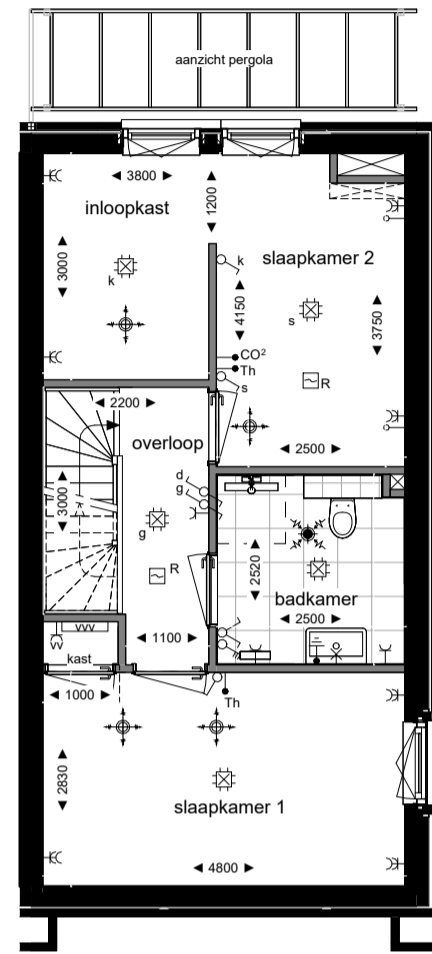 aanzicht pergola
3800
inloopkast
1200
slaapkamer 2
k
3000
k
4150
s
3750
CO²
Th
R
s
2200
overloop
2500
d
g
3000
g
R
2520
badkamer
2500
1100
kast
1000
Th
2830
slaapkamer 1
4800